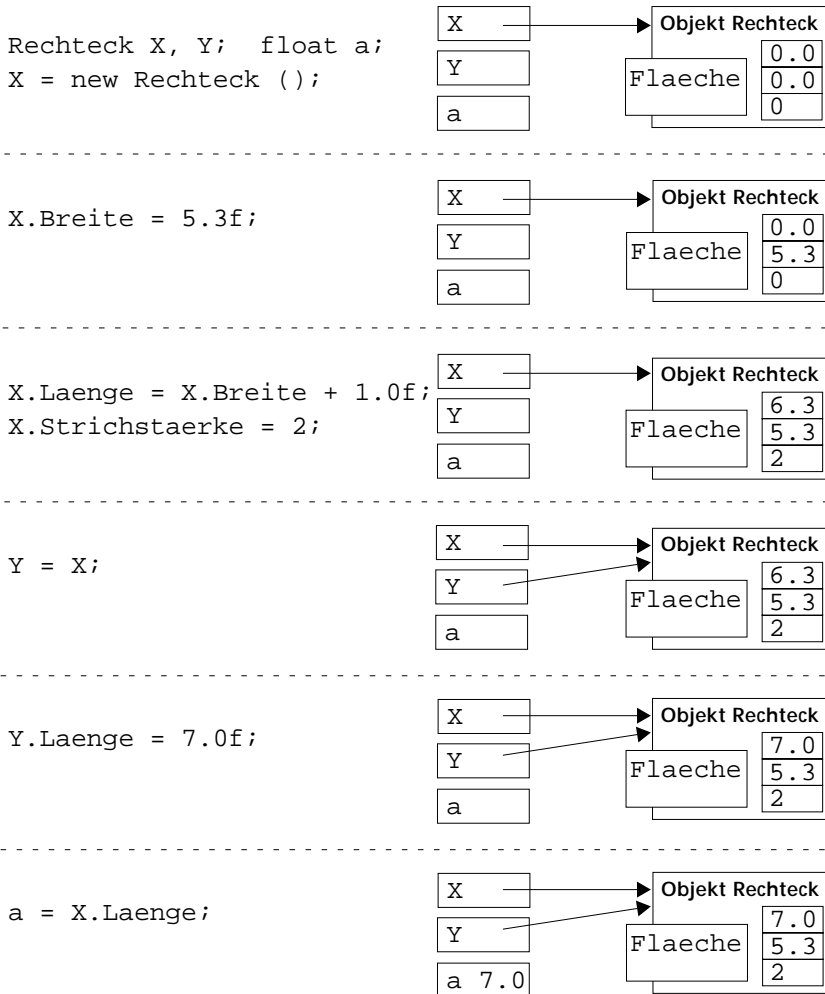 Rechteck X, Y;  float a;
X = new Rechteck ();
X
Y
a
Objekt Rechteck
Flaeche
0.0
0.0
0
X.Breite = 5.3f;
X
Y
a
Objekt Rechteck
Flaeche
0.0
5.3
0
X.Laenge = X.Breite + 1.0f;
X.Strichstaerke = 2;
X
Y
a
Objekt Rechteck
Flaeche
6.3
5.3
2
Y = X;
X
Y
a
Objekt Rechteck
Flaeche
6.3
5.3
2
Y.Laenge = 7.0f;
X
Y
a
Objekt Rechteck
Flaeche
7.0
5.3
2
a = X.Laenge;
X
Y
a 7.0
Objekt Rechteck
Flaeche
7.0
5.3
2